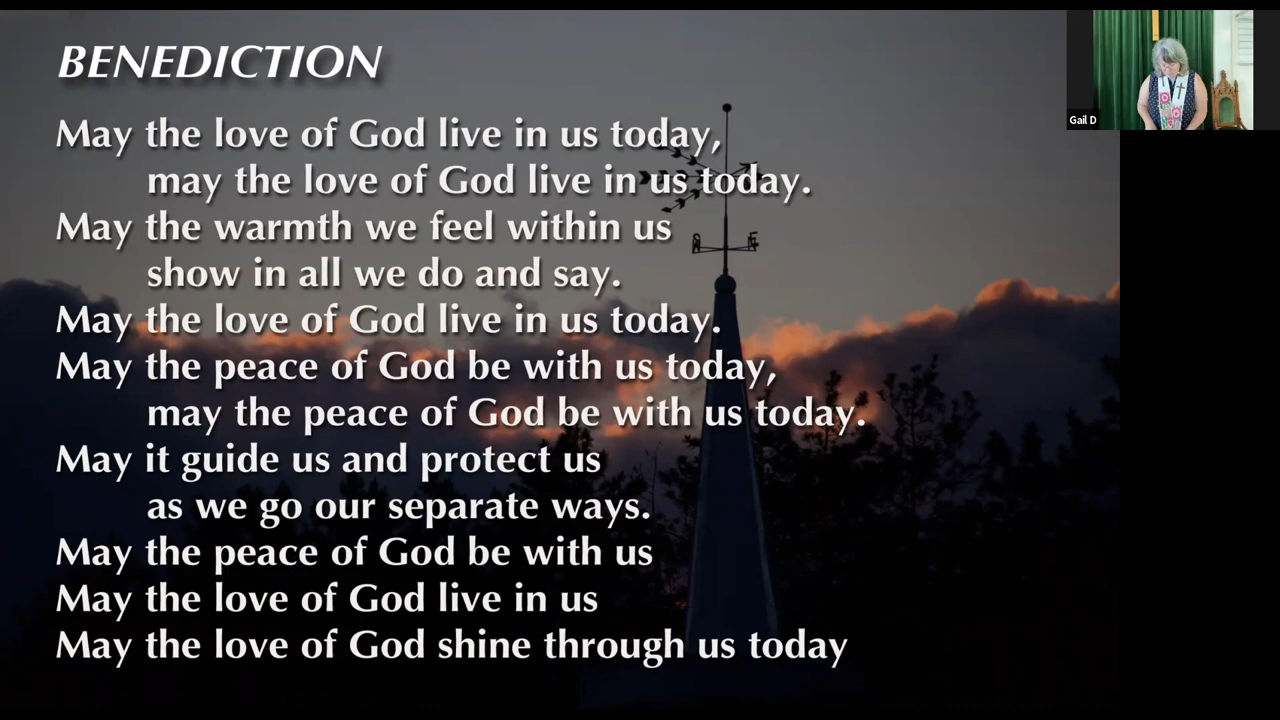 BENEDICTION
May the love of God live in us today,
may the love of God live in us today.
May the warmth we feel within us
show in all we do and say.
May the love of God live in us today.
May the peace of God be with us today,
may the peace of God be with us today.
May it guide us and protect us
as we go our separate ways.
May the peace of God be with us
May the love of God live in us
May the love of God shine through us today
Gail D